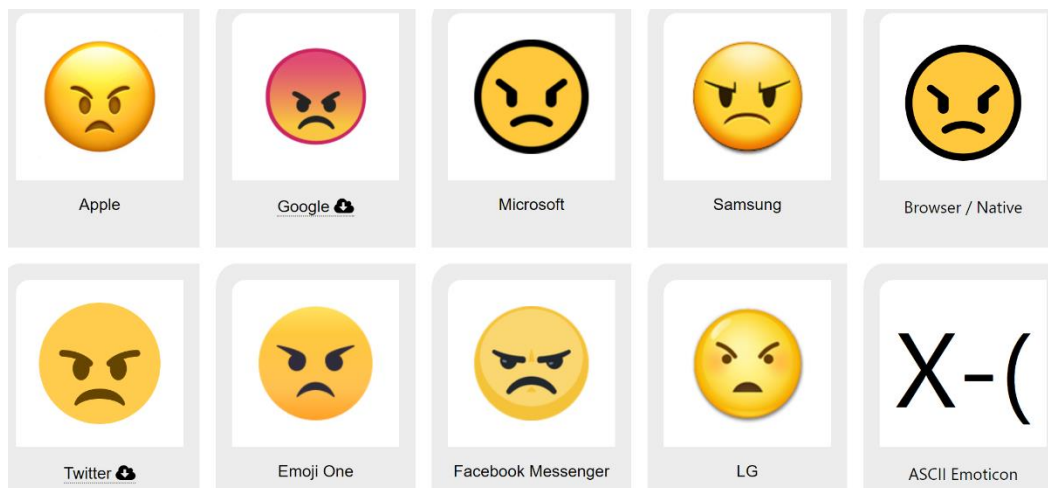 Apple
Google
Microsoft
Samsung
Browser / Native
X-(
Twitter
Emoji One
Facebook Messenger
LG
ASCII Emoticon